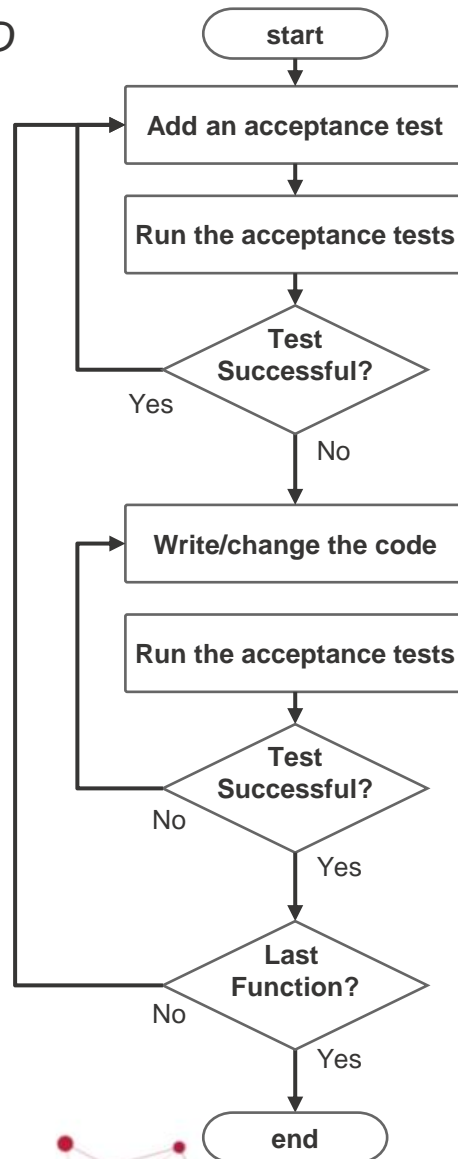 D
start
Add an acceptance test
Run the acceptance tests
Test
Successful?
Yes
No
Write/change the code
Run the acceptance tests
Test
Successful?
No
Yes
Last
Function?
No
Yes
end